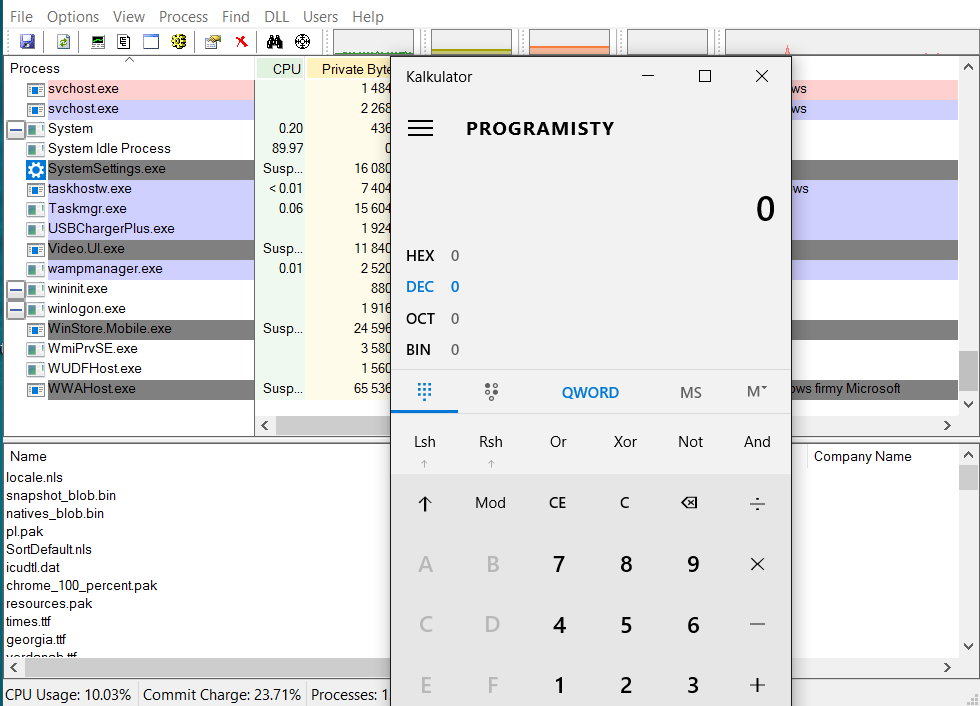 File Options View Process Find DLL Users Help
Process CPU Private Byte
svchost.exe 1 484 ws
svchost.exe 2 268 ws
System 0.20 436
System Idle Process 89.97 0
SystemSettings.exe Susp... 16 080
taskhostw.exe < 0.01 7 404 ws
Taskmgr.exe 0.06 15 604
USBChargerPlus.exe 1 924
Video.UI.exe Susp... 11 840
wampmanager.exe 0.01 2 520
wininit.exe 880
winlogon.exe 1 916
WinStore.Mobile.exe Susp... 24 596
WmiPrvSE.exe 3 580
WUDFHost.exe 1 560
WWAHost.exe Susp... 65 536 ows firmy Microsoft
Name Company Name
locale.nls
snapshot_blob.bin
natives_blob.bin
pl.pak
SortDefault.nls
icudtl.dat
chrome_100_percent.pak
resources.pak
times.ttf
georgia.ttf
verdanab.ttf
CPU Usage: 10.03% Commit Charge: 23.71% Processes: 1
Kalkulator
PROGRAMISTY
0
HEX 0
DEC 0
OCT 0
BIN 0
QWORD MS M˅
Lsh Rsh Or Xor Not And
↑ ↑
↑ Mod CE C ⌫ ÷
A B 7 8 9 ×
C D 4 5 6 −
E F 1 2 3 +